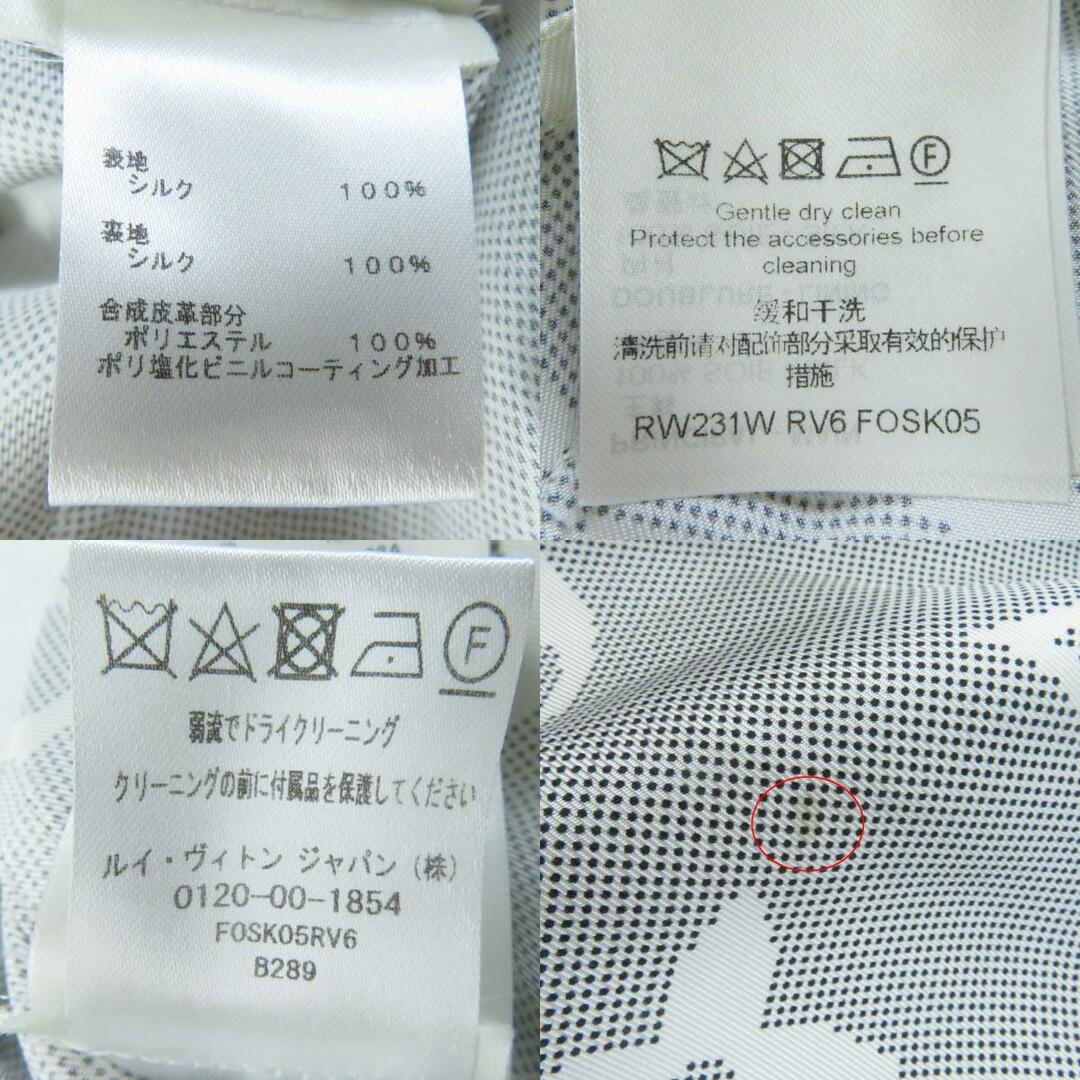 表地
シルク 100%
裏地
シルク 100%
合成皮革部分
ポリエステル 100%
ポリ塩化ビニルコーティング加工
F
Gentle dry clean
Protect the accessories before
cleaning
缓和干洗
清洗前请对配饰部分采取有效的保护
措施
RW231W RV6 FOSK05
F
弱流でドライクリーニング
クリーニングの前に付属品を保護してください
ルイ・ヴィトン ジャパン (株)
0120-00-1854
FOSK05RV6
B289